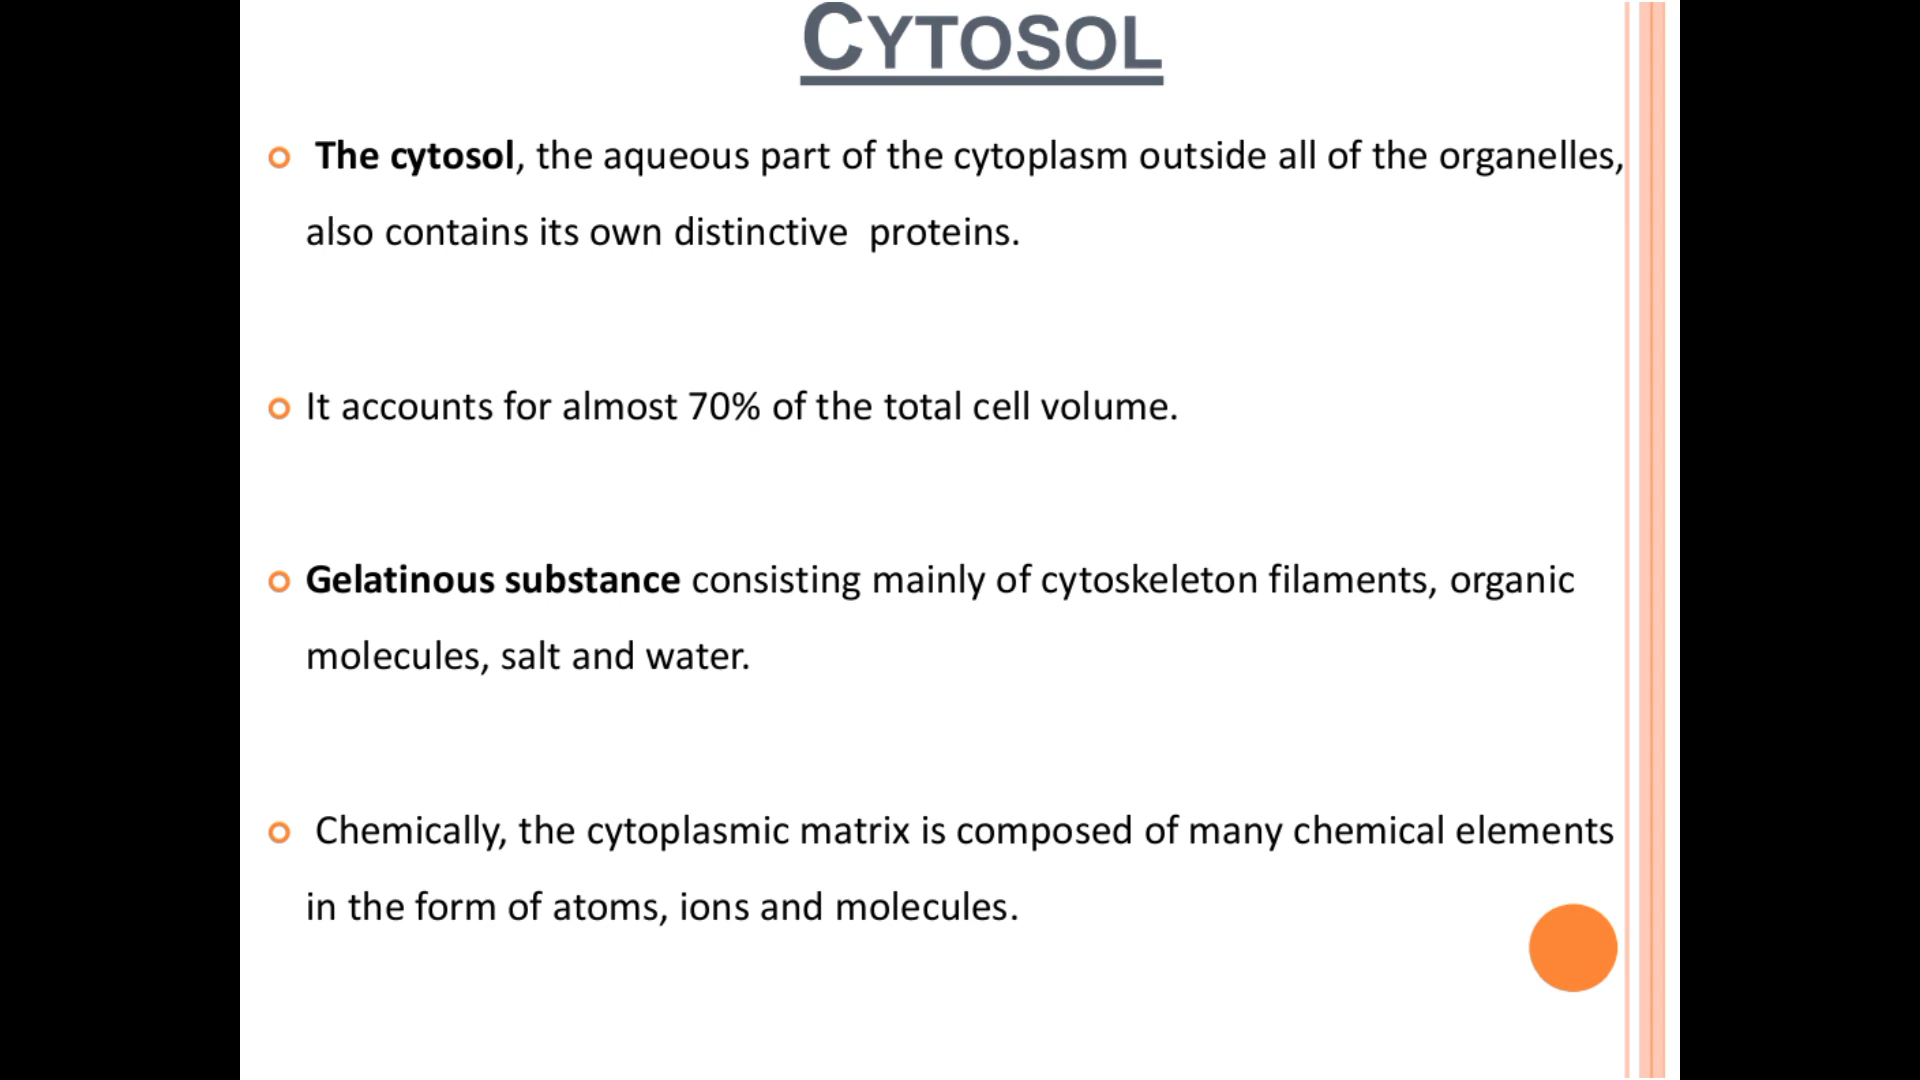 CYTOSOL
The cytosol, the aqueous part of the cytoplasm outside all of the organelles,
also contains its own distinctive  proteins.
It accounts for almost 70% of the total cell volume.
Gelatinous substance consisting mainly of cytoskeleton filaments, organic
molecules, salt and water.
Chemically, the cytoplasmic matrix is composed of many chemical elements
in the form of atoms, ions and molecules.